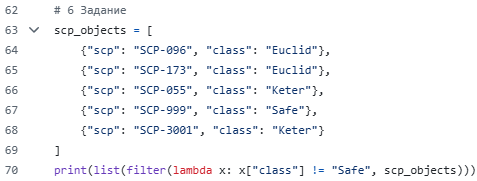 62 # 6 Задание
63 scp_objects = [
64 {"scp": "SCP-096", "class": "Euclid"},
65 {"scp": "SCP-173", "class": "Euclid"},
66 {"scp": "SCP-055", "class": "Keter"},
67 {"scp": "SCP-999", "class": "Safe"},
68 {"scp": "SCP-3001", "class": "Keter"}
69 ]
70 print(list(filter(lambda x: x["class"] != "Safe", scp_objects)))